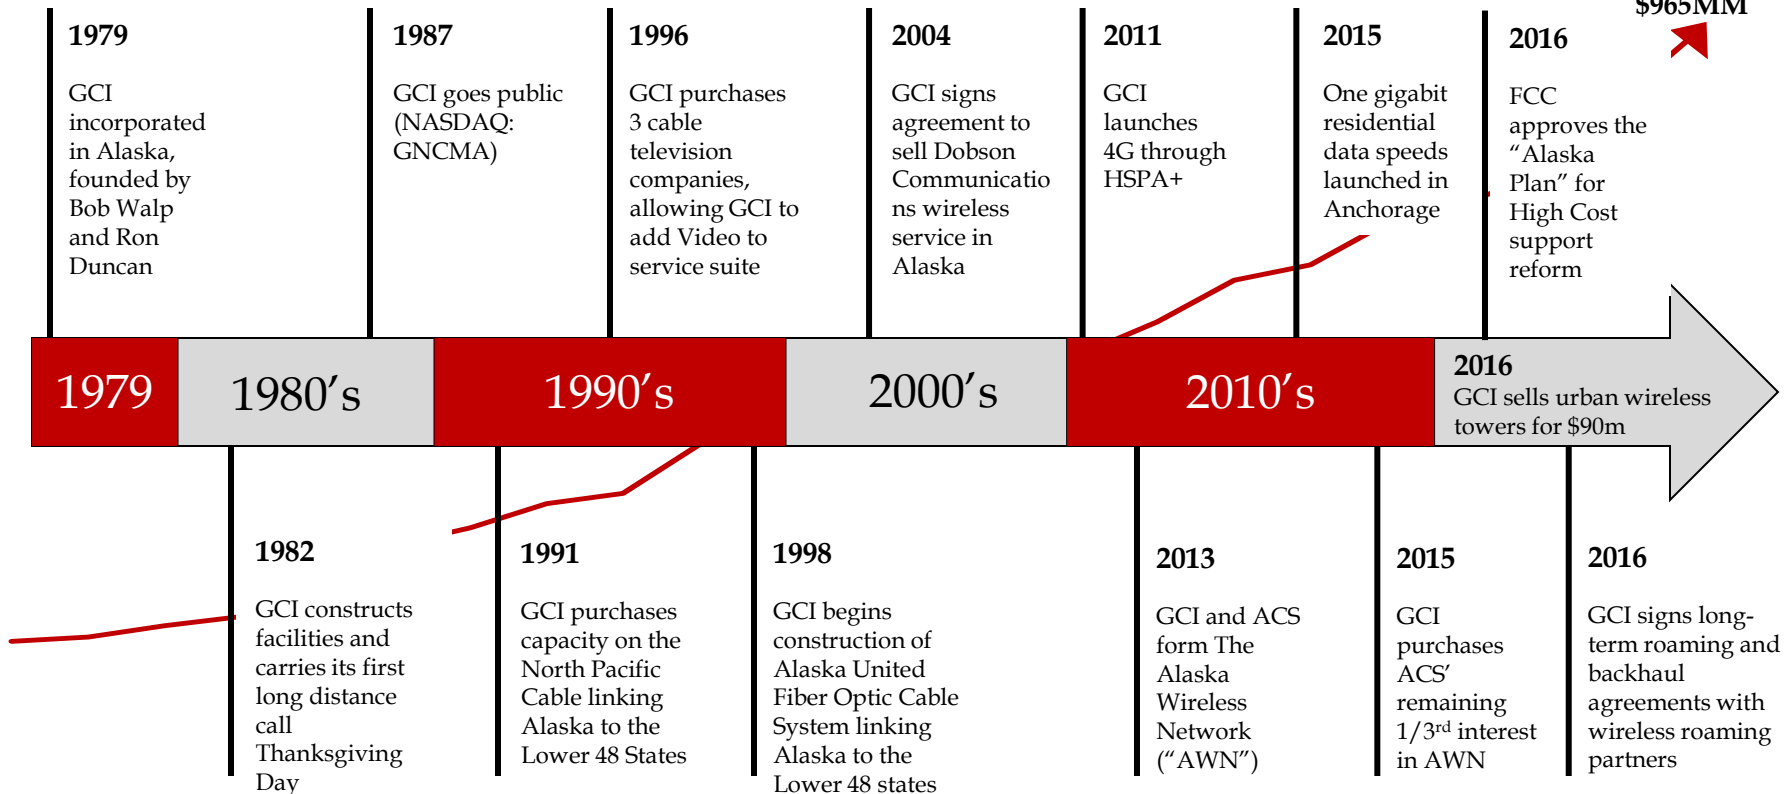 $965MM
1979
GCI
incorporated
in Alaska,
founded by
Bob Walp
and Ron
Duncan
1987
GCI goes public
(NASDAQ:
GNCMA)
1996
GCI purchases
3 cable
television
companies,
allowing GCI to
add Video to
service suite
2004
GCI signs
agreement to
sell Dobson
Communicatio
ns wireless
service in
Alaska
2011
GCI
launches
4G through
HSPA+
2015
One gigabit
residential
data speeds
launched in
Anchorage
2016
FCC
approves the
“Alaska
Plan” for
High Cost
support
reform
1979
1980’s
1990’s
2000’s
2010’s
2016
GCI sells urban wireless
towers for $90m
1982
GCI constructs
facilities and
carries its first
long distance
call
Thanksgiving
Day
1991
GCI purchases
capacity on the
North Pacific
Cable linking
Alaska to the
Lower 48 States
1998
GCI begins
construction of
Alaska United
Fiber Optic Cable
System linking
Alaska to the
Lower 48 states
2013
GCI and ACS
form The
Alaska
Wireless
Network
(“AWN”)
2015
GCI
purchases
ACS’
remaining
1/3rd interest
in AWN
2016
GCI signs long-
term roaming and
backhaul
agreements with
wireless roaming
partners